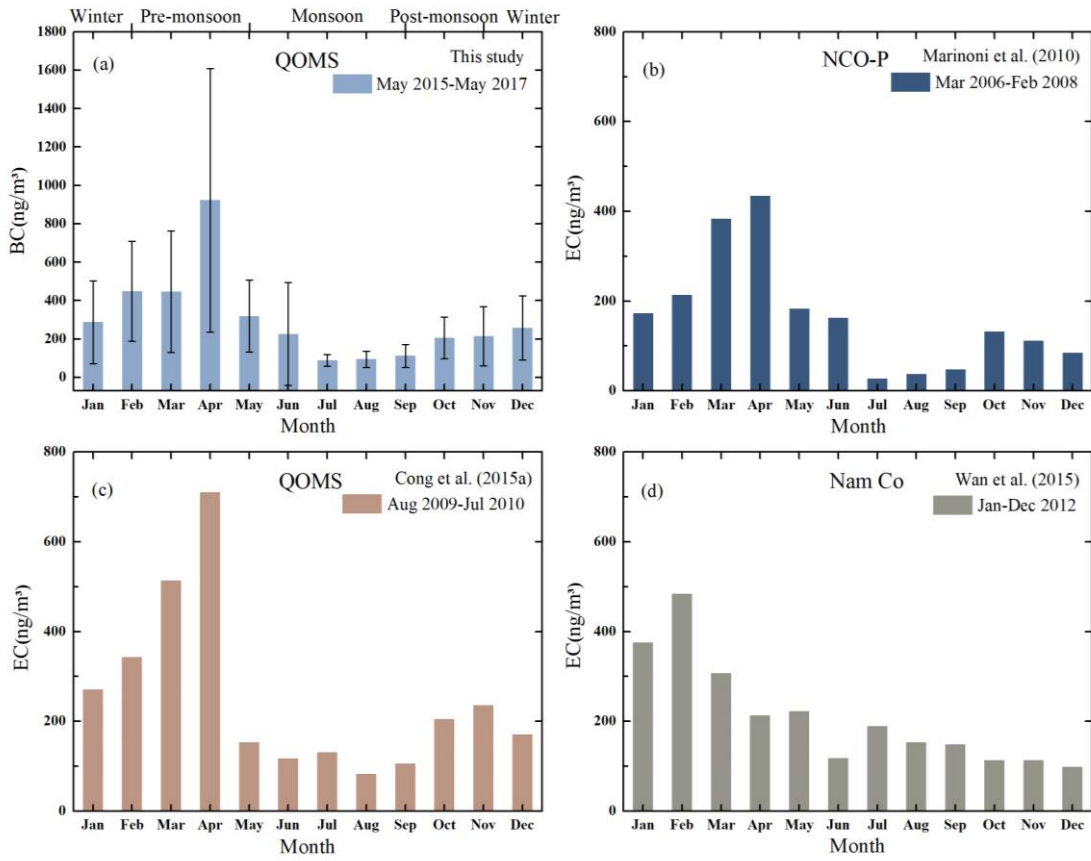 Winter Pre-monsoon Monsoon Post-monsoon Winter
(a) QOMS This study
May 2015-May 2017
BC(ng/m³)
1800
1600
1400
1200
1000
800
600
400
200
0
Jan Feb Mar Apr May Jun Jul Aug Sep Oct Nov Dec
Month
(b) NCO-P Marinoni et al. (2010)
Mar 2006-Feb 2008
EC(ng/m³)
800
600
400
200
0
Jan Feb Mar Apr May Jun Jul Aug Sep Oct Nov Dec
Month
(c) QOMS Cong et al. (2015a)
Aug 2009-Jul 2010
EC(ng/m³)
800
600
400
200
0
Jan Feb Mar Apr May Jun Jul Aug Sep Oct Nov Dec
Month
(d) Nam Co Wan et al. (2015)
Jan-Dec 2012
EC(ng/m³)
800
600
400
200
0
Jan Feb Mar Apr May Jun Jul Aug Sep Oct Nov Dec
Month